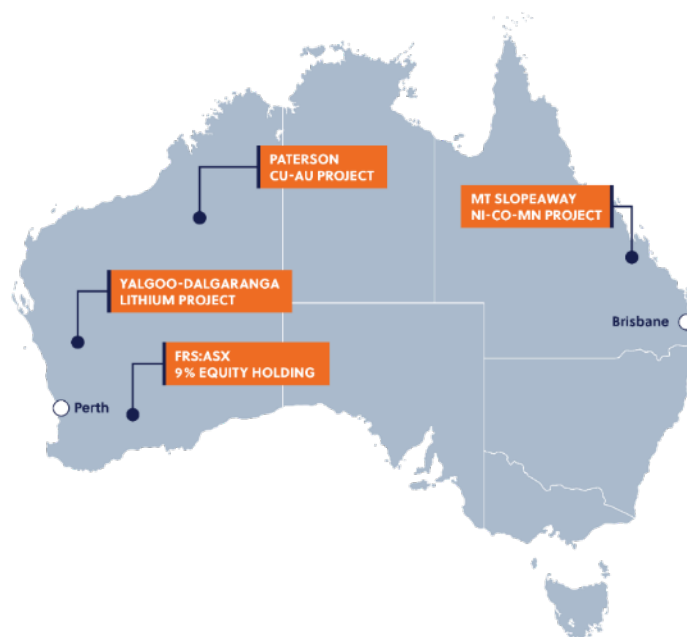 PATERSON
CU-AU PROJECT
MT SLOPEAWAY
NI-CO-MN PROJECT
YALGOO-DALGARANGA
LITHIUM PROJECT
Brisbane
FRS:ASX
9% EQUITY HOLDING
Perth